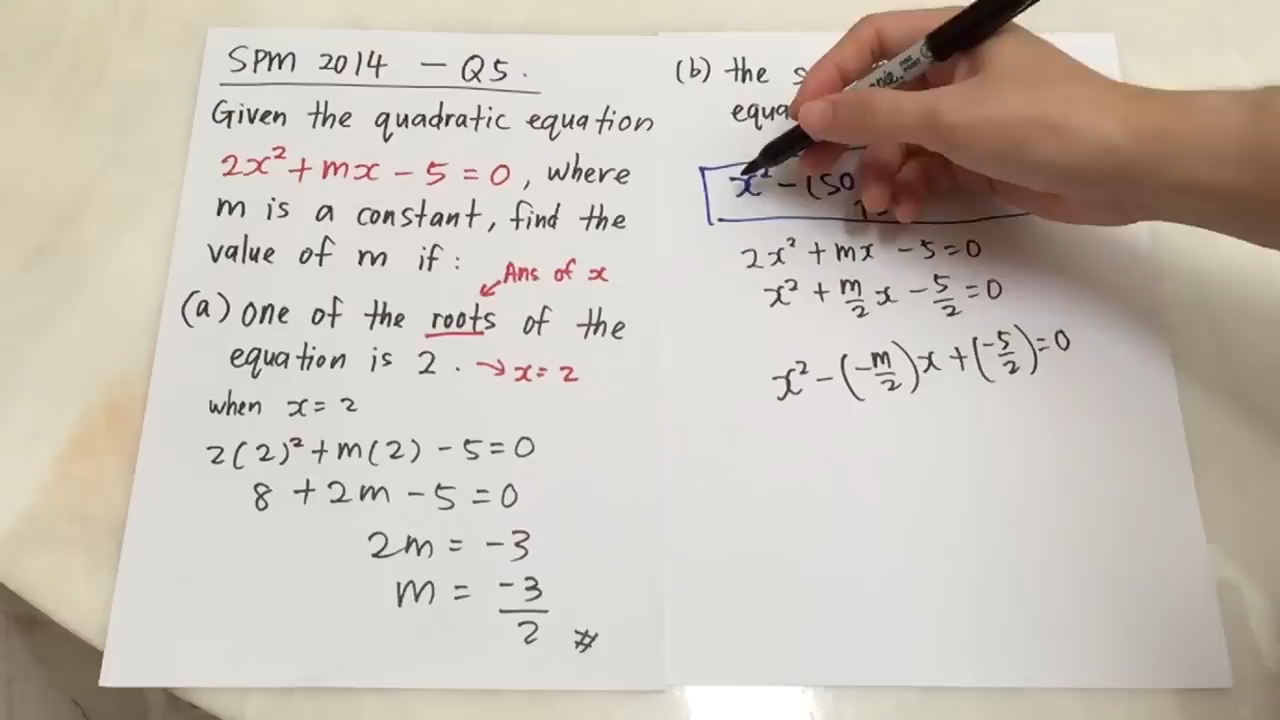 SPM 2014 - Q5.
Given the quadratic equation
2x² + mx - 5 = 0, where
m is a constant, find the
value of m if :
Ans of x
(a) one of the roots of the
equation is 2. → x = 2
when x = 2
2(2)² + m(2) - 5 = 0
8 + 2m - 5 = 0
2m = -3
m = -3/2 #
(b) the
x² - (SO
2x² + mx - 5 = 0
x² + m/2 x - 5/2 = 0
x² - (-m/2)x + (-5/2) = 0